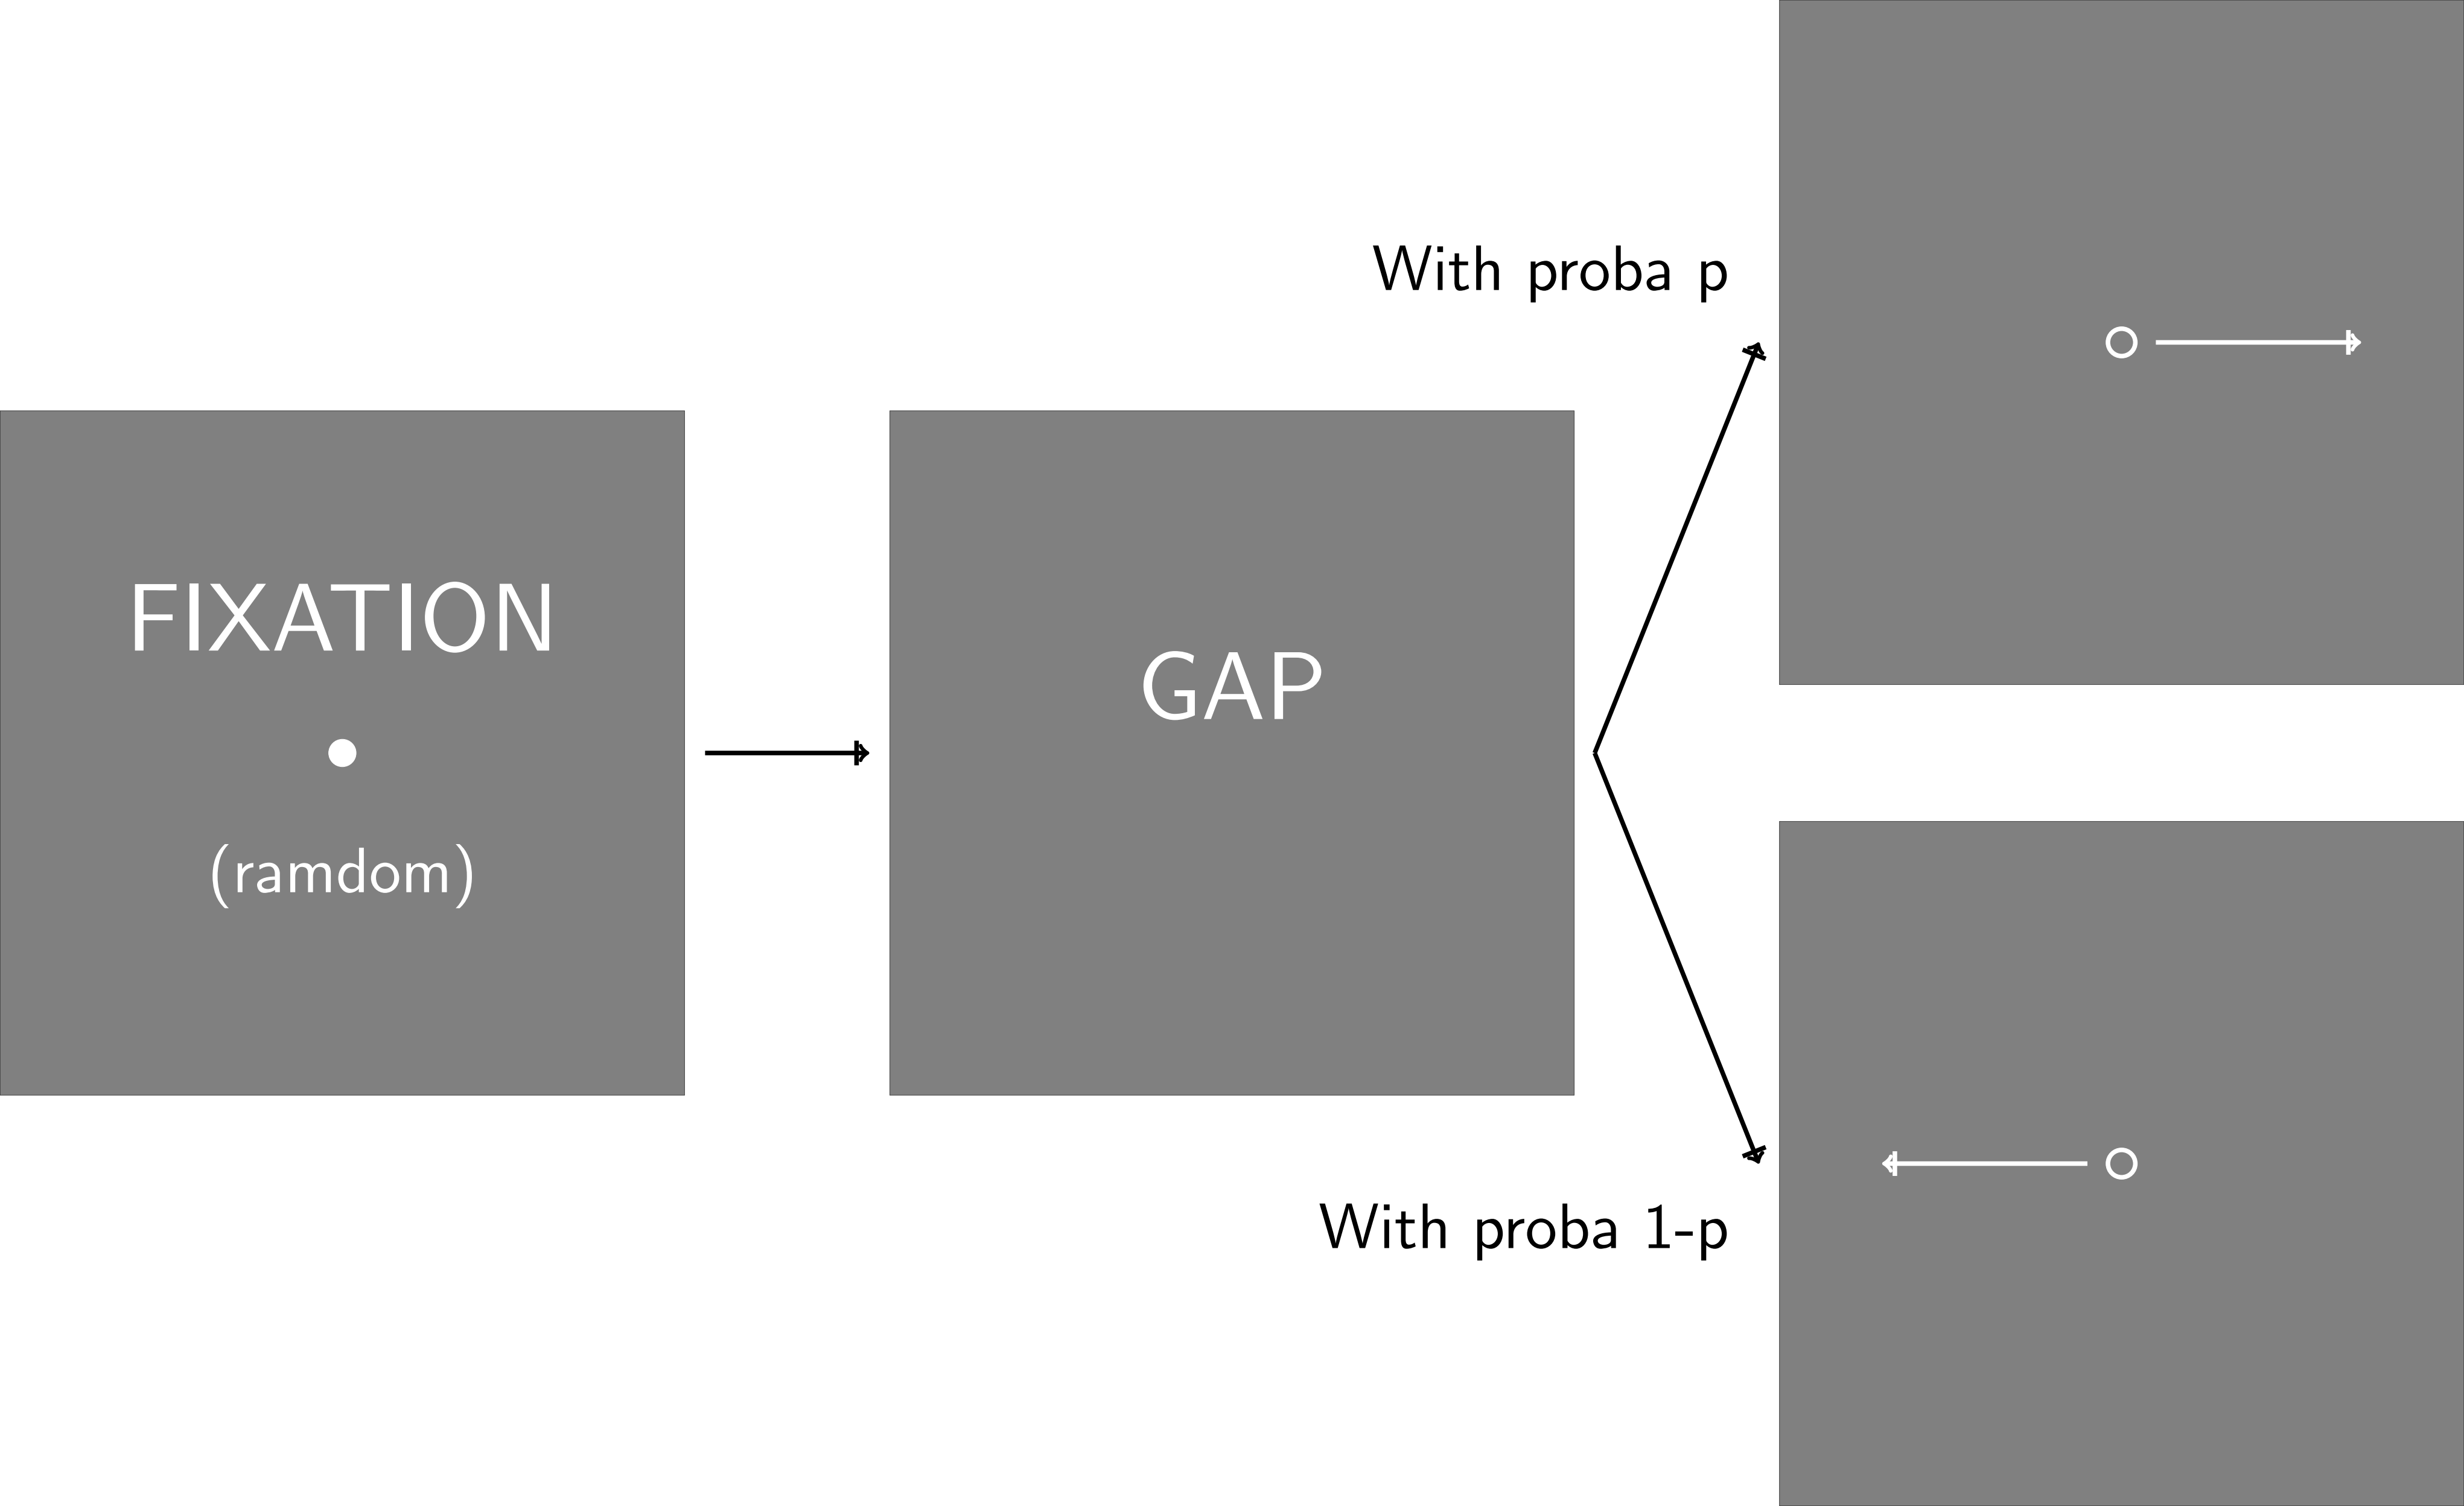 FIXATION
(ramdom)
GAP
With proba p
With proba 1-p